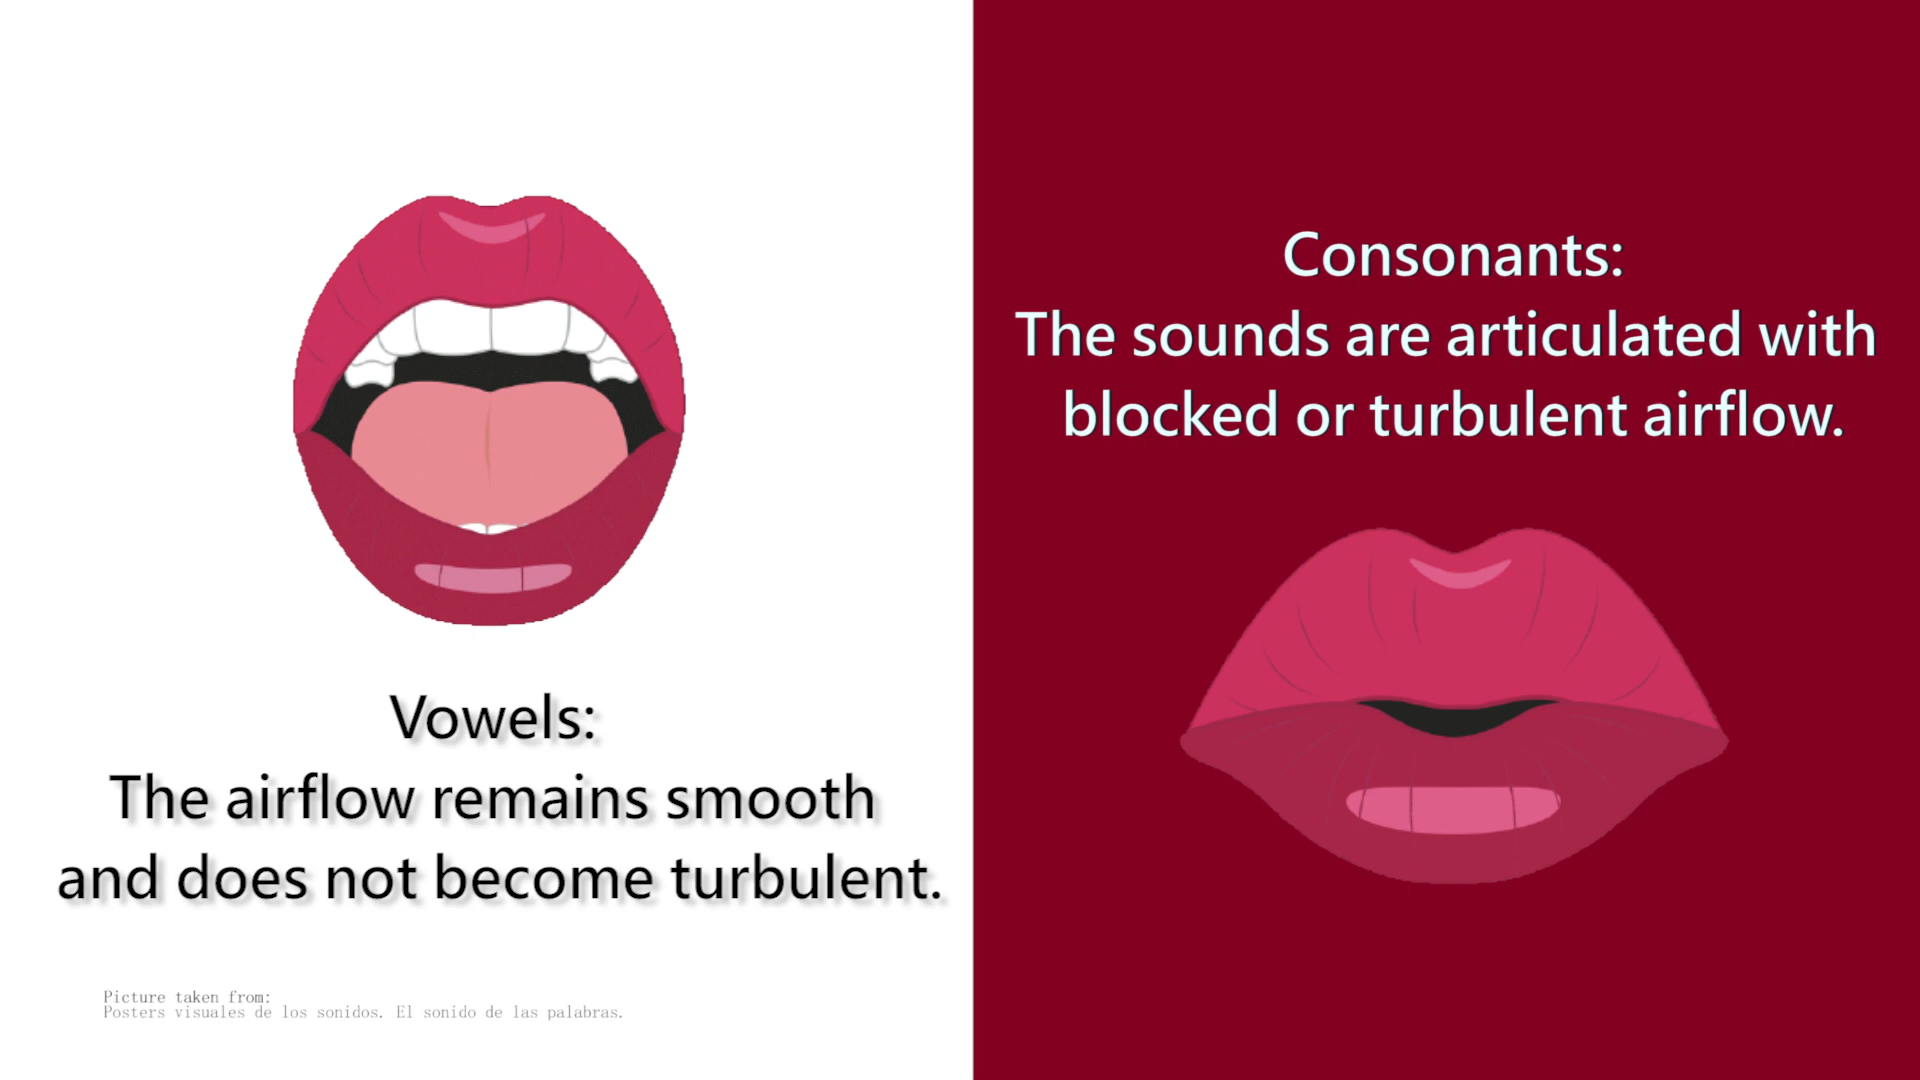 Vowels:
The airflow remains smooth
and does not become turbulent.
Picture taken from:
Posters visuales de los sonidos. El sonido de las palabras.
Consonants:
The sounds are articulated with
blocked or turbulent airflow.